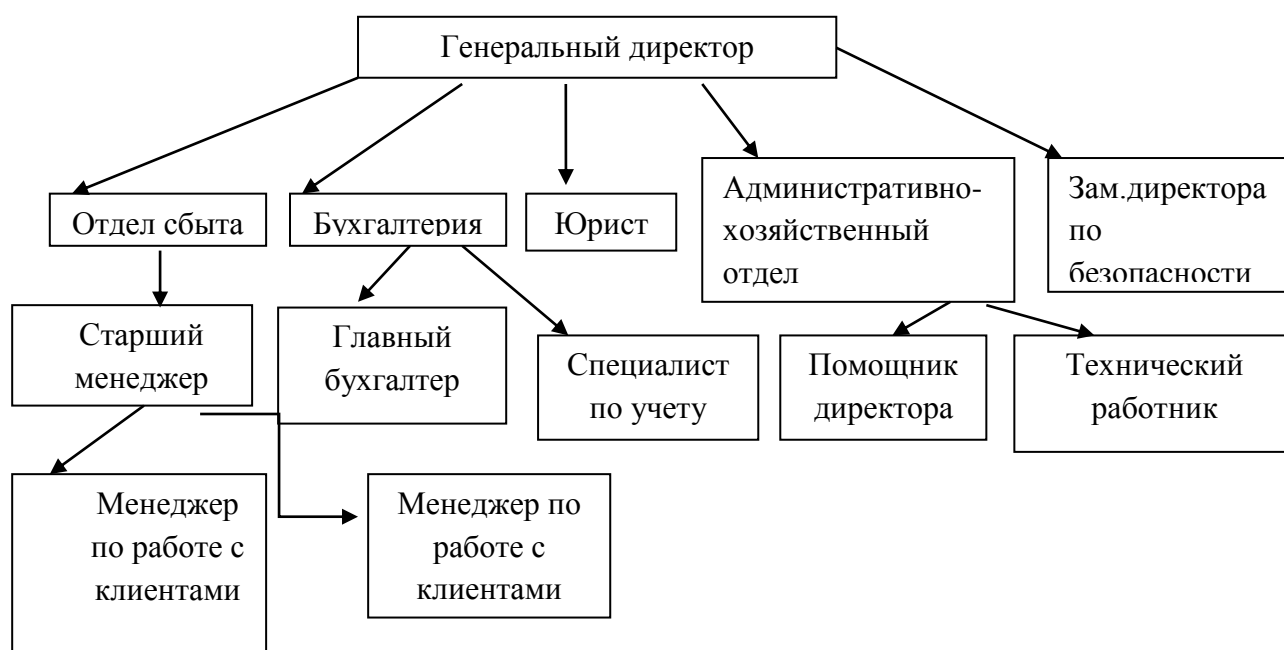 Генеральный директор
Отдел сбыта
Бухгалтерия
Юрист
Административно-
хозяйственный
отдел
Зам.директора
по
безопасности
Старший
менеджер
Главный
бухгалтер
Специалист
по учету
Помощник
директора
Технический
работник
Менеджер
по работе с
клиентами
Менеджер по
работе с
клиентами